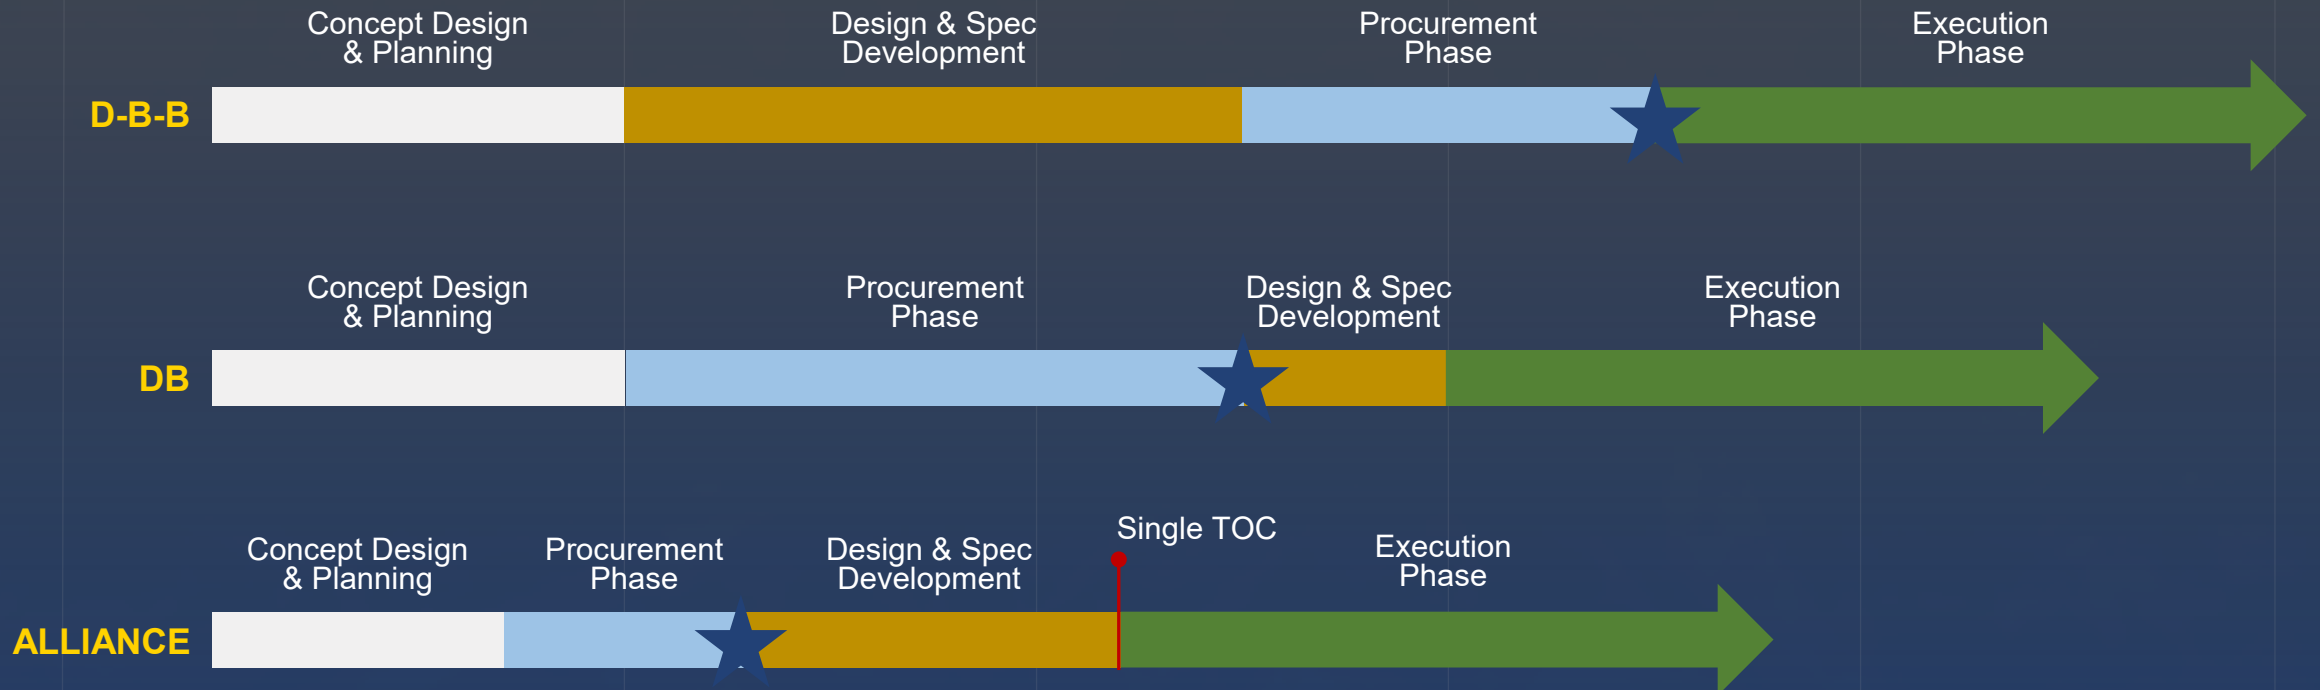 Concept Design
& Planning
Design & Spec
Development
Procurement
Phase
Execution
Phase
D-B-B
Concept Design
& Planning
Procurement
Phase
Design & Spec
Development
Execution
Phase
DB
Concept Design
& Planning
Procurement
Phase
Design & Spec
Development
Single TOC
Execution
Phase
ALLIANCE